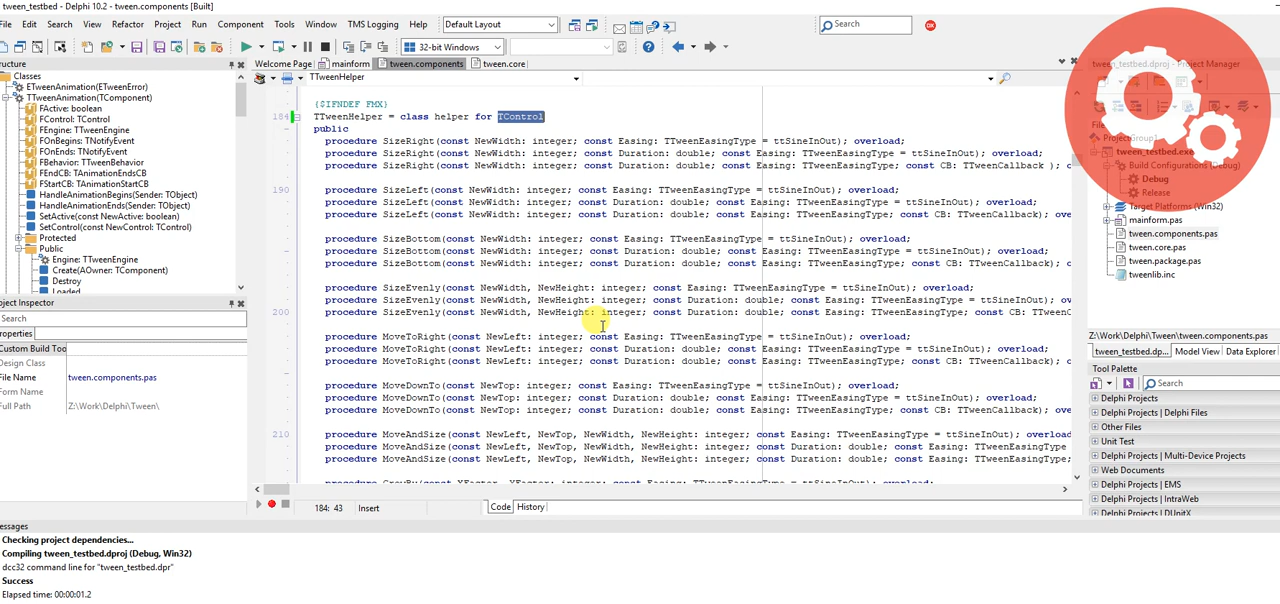 tween_testbed - Delphi 10.2 - tween.components [Built]
File Edit Search View Refactor Project Run Component Tools Window TMS Logging Help Default Layout Search
32-bit Windows
ructure
Classes
ETweenAnimation(ETweenError)
TTweenAnimation(TComponent)
FActive: boolean
FControl: TControl
FEngine: TTweenEngine
FOnBegins: TNotifyEvent
FOnEnds: TNotifyEvent
FBehavior: TTweenBehavior
FEndCB: TAnimationEndsCB
FStartCB: TAnimationStartCB
HandleAnimationBegins(Sender: TObject)
HandleAnimationEnds(Sender: TObject)
SetActive(const NewActive: boolean)
SetControl(const NewControl: TControl)
Protected
Public
Engine: TTweenEngine
Create(AOwner: TComponent)
Destroy
Loaded
oject Inspector
Search
roperties
Custom Build Too
Design Class
File Name tween.components.pas
Form Name
Full Path Z:\Work\Delphi\Tween\
Welcome Page mainform tween.components tween.core
TTweenHelper
{$IFNDEF FMX}
184 TTweenHelper = class helper for TControl
public
procedure SizeRight(const NewWidth: integer; const Easing: TTweenEasingType = ttSineInOut); overload;
procedure SizeRight(const NewWidth: integer; const Duration: double; const Easing: TTweenEasingType = ttSineInOut); overload;
procedure SizeRight(const NewWidth: integer; const Duration: double; const Easing: TTweenEasingType; const CB: TTweenCallback ); ov
190 procedure SizeLeft(const NewWidth: integer; const Easing: TTweenEasingType = ttSineInOut); overload;
procedure SizeLeft(const NewWidth: integer; const Duration: double; const Easing: TTweenEasingType = ttSineInOut); overload;
procedure SizeLeft(const NewWidth: integer; const Duration: double; const Easing: TTweenEasingType; const CB: TTweenCallback); ove
procedure SizeBottom(const NewWidth: integer; const Easing: TTweenEasingType = ttSineInOut); overload;
procedure SizeBottom(const NewWidth: integer; const Duration: double; const Easing: TTweenEasingType = ttSineInOut); overload;
procedure SizeBottom(const NewWidth: integer; const Duration: double; const Easing: TTweenEasingType; const CB: TTweenCallback); o
procedure SizeEvenly(const NewWidth, NewHeight: integer; const Easing: TTweenEasingType = ttSineInOut); overload;
procedure SizeEvenly(const NewWidth, NewHeight: integer; const Duration: double; const Easing: TTweenEasingType = ttSineInOut); ov
200 procedure SizeEvenly(const NewWidth, NewHeight: integer; const Duration: double; const Easing: TTweenEasingType; const CB: TTweenC
procedure MoveToRight(const NewLeft: integer; const Easing: TTweenEasingType = ttSineInOut); overload;
procedure MoveToRight(const NewLeft: integer; const Duration: double; const Easing: TTweenEasingType = ttSineInOut); overload;
procedure MoveToRight(const NewLeft: integer; const Duration: double; const Easing: TTweenEasingType; const CB: TTweenCallback); o
procedure MoveDownTo(const NewTop: integer; const Easing: TTweenEasingType = ttSineInOut); overload;
procedure MoveDownTo(const NewTop: integer; const Duration: double; const Easing: TTweenEasingType = ttSineInOut); overload;
procedure MoveDownTo(const NewTop: integer; const Duration: double; const Easing: TTweenEasingType; const CB: TTweenCallback); ove
210 procedure MoveAndSize(const NewLeft, NewTop, NewWidth, NewHeight: integer; const Easing: TTweenEasingType = ttSineInOut); overload
procedure MoveAndSize(const NewLeft, NewTop, NewWidth, NewHeight: integer; const Duration: double; const Easing: TTweenEasingType
procedure MoveAndSize(const NewLeft, NewTop, NewWidth, NewHeight: integer; const Duration: double; const Easing: TTweenEasingType;
184: 43 Insert Code History
tween_testbed.dproj - Project Manager
ProjectGroup1
tween_testbed.exe
Build Configurations (Debug)
Debug
Release
Target Platforms (Win32)
mainform.pas
tween.components.pas
tween.core.pas
tween.package.pas
tweenlib.inc
Z:\Work\Delphi\Tween\tween.components.pas
tween_testbed.dp... Model View Data Explorer
Tool Palette
Search
Delphi Projects
Delphi Projects | Delphi Files
Other Files
Unit Test
Delphi Projects | Multi-Device Projects
Web Documents
Delphi Projects | EMS
Delphi Projects | IntraWeb
Delphi Projects | DUnitX
essages
Checking project dependencies...
Compiling tween_testbed.dproj (Debug, Win32)
dcc32 command line for "tween_testbed.dpr"
Success
Elapsed time: 00:00:01.2